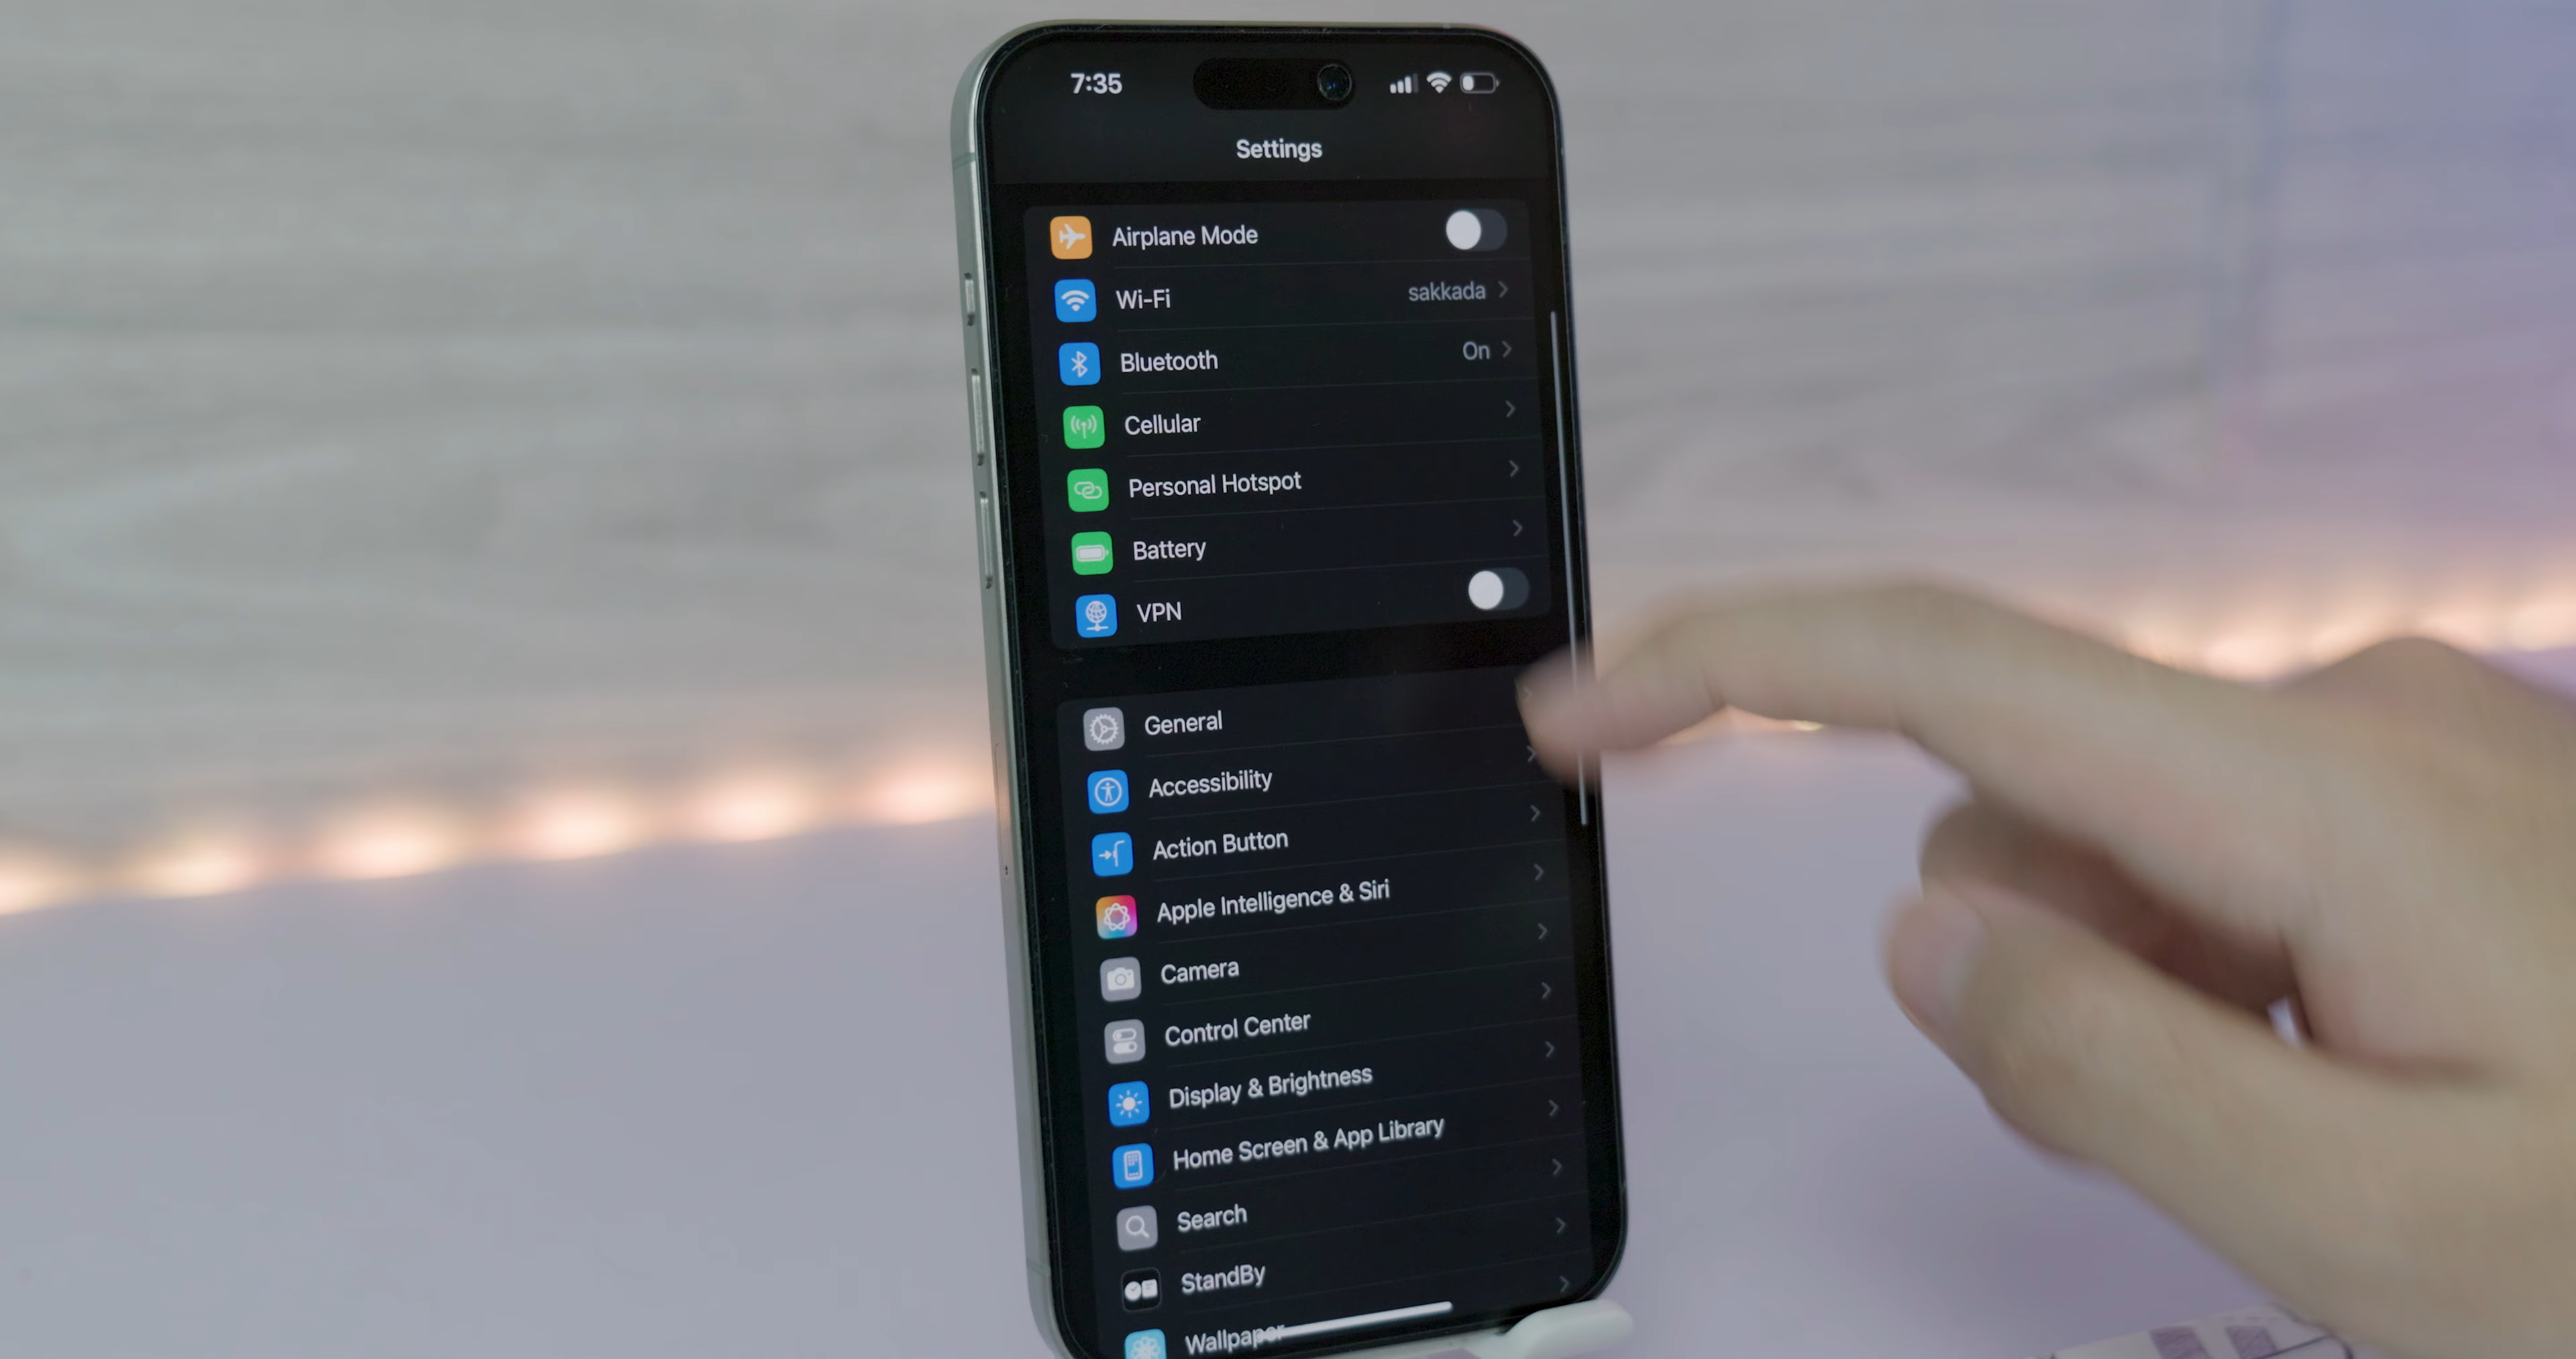 7:35
Settings
Airplane Mode
Wi-Fi sakkada
Bluetooth On
Cellular
Personal Hotspot
Battery
VPN
General
Accessibility
Action Button
Apple Intelligence & Siri
Camera
Control Center
Display & Brightness
Home Screen & App Library
Search
StandBy
Wallpaper